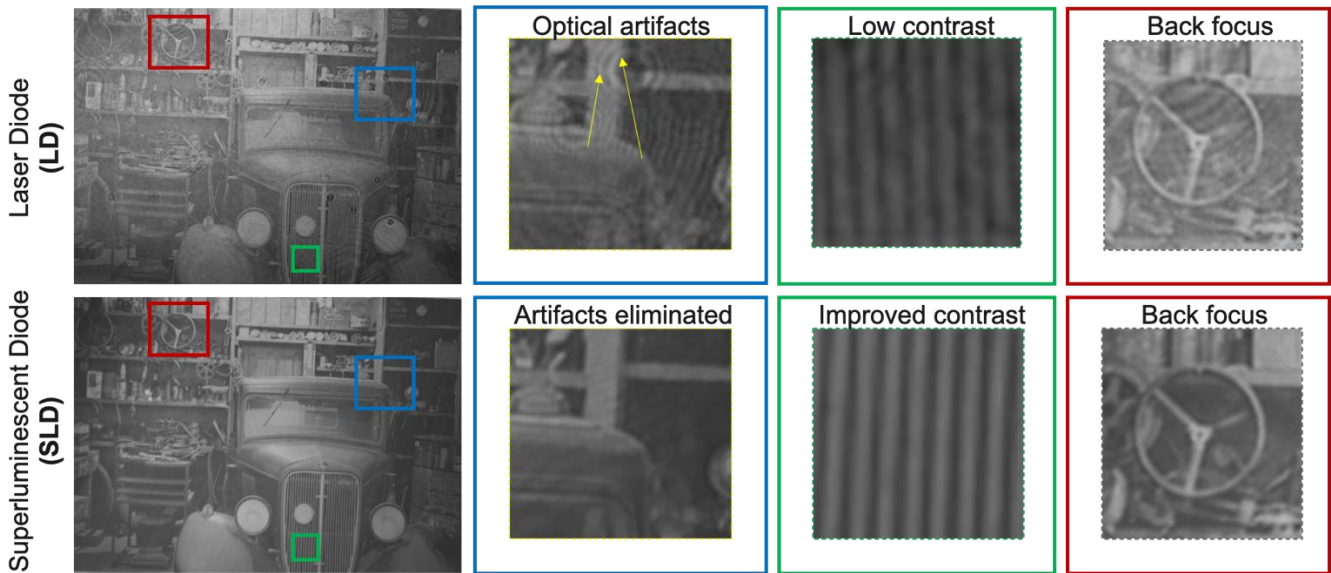 Laser Diode
(LD)
Optical artifacts
Low contrast
Back focus
Superluminescent Diode
(SLD)
Artifacts eliminated
Improved contrast
Back focus